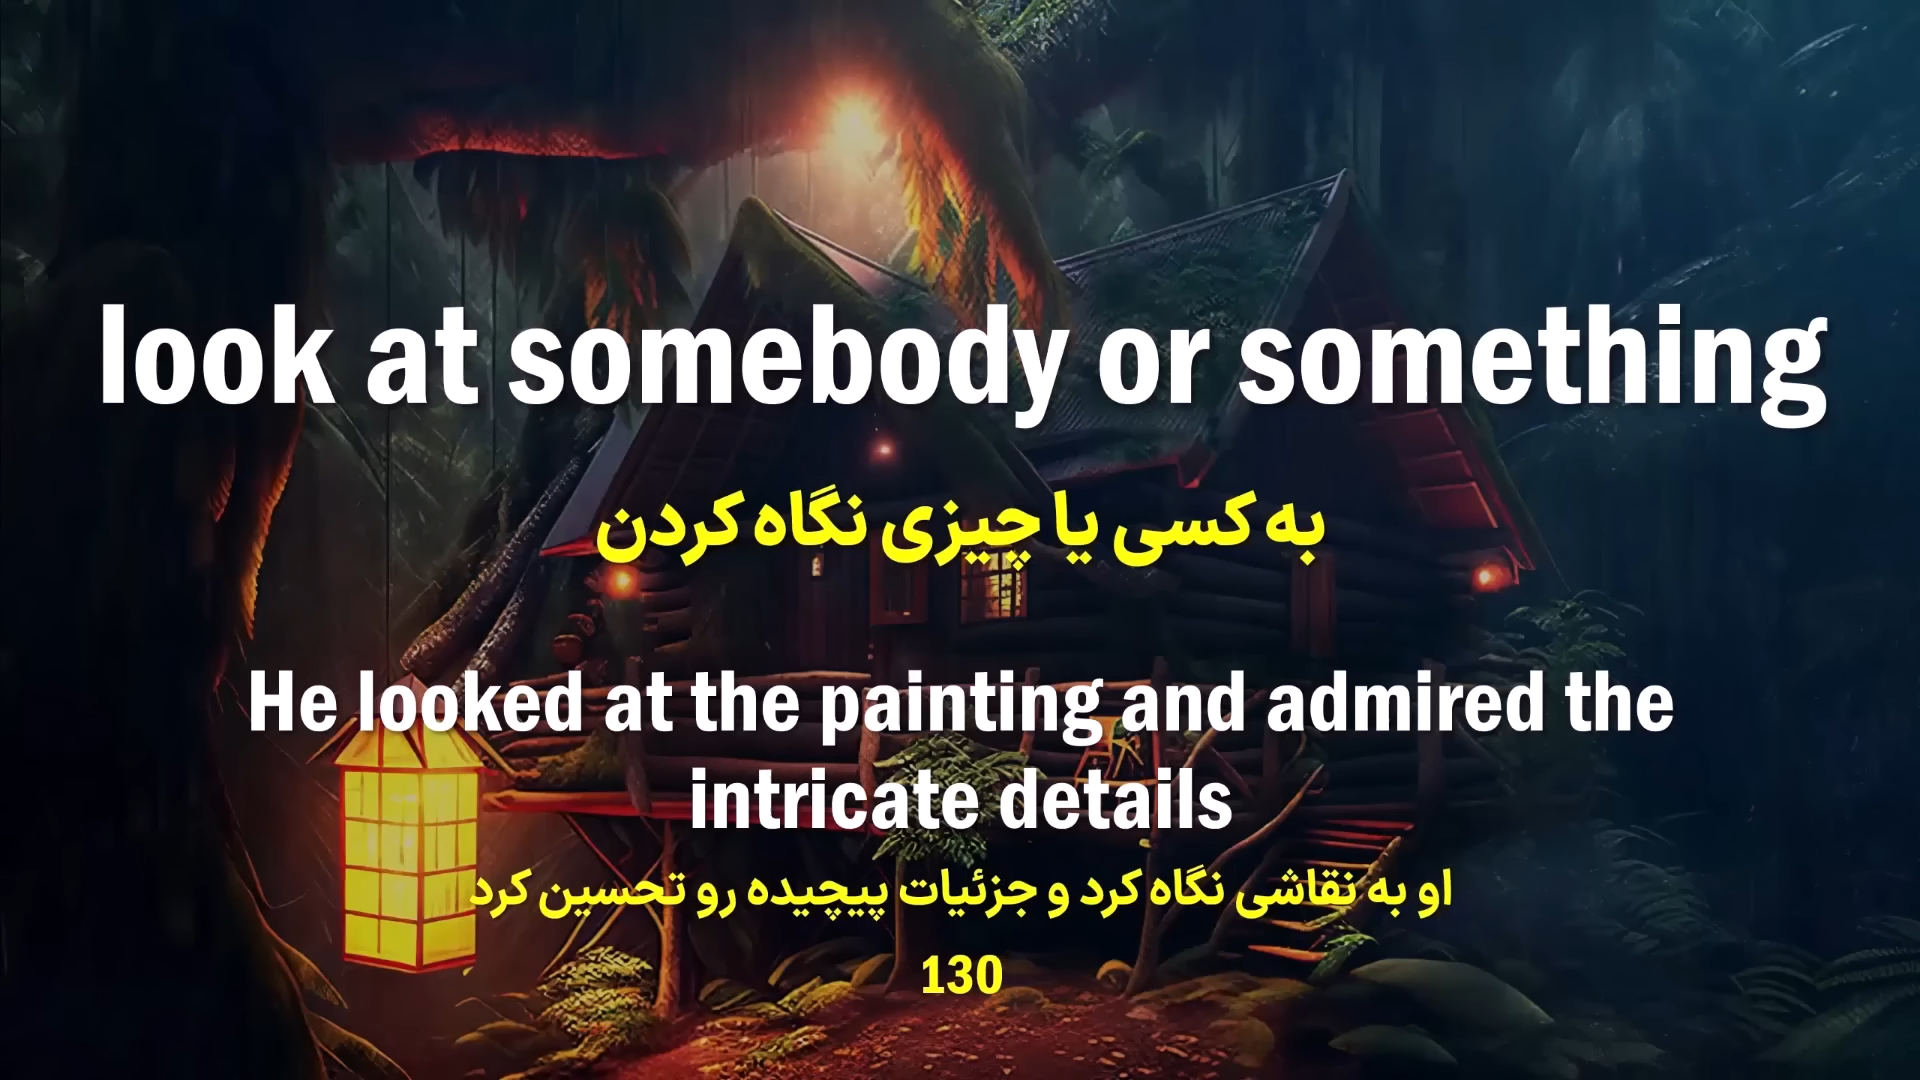 look at somebody or something
به کسی یا چیزی نگاه کردن
He looked at the painting and admired the
intricate details
او به نقاشی نگاه کرد و جزئیات پیچیده رو تحسین کرد
130